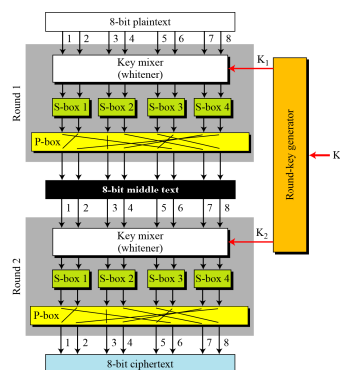 8-bit plaintext
1 2 3 4 5 6 7 8
Round 1
Key mixer
(whitener)
K1
S-box 1 S-box 2 S-box 3 S-box 4
P-box
Round-key generator
K
8-bit middle text
1 2 3 4 5 6 7 8
Round 2
Key mixer
(whitener)
K2
S-box 1 S-box 2 S-box 3 S-box 4
P-box
1 2 3 4 5 6 7 8
8-bit ciphertext